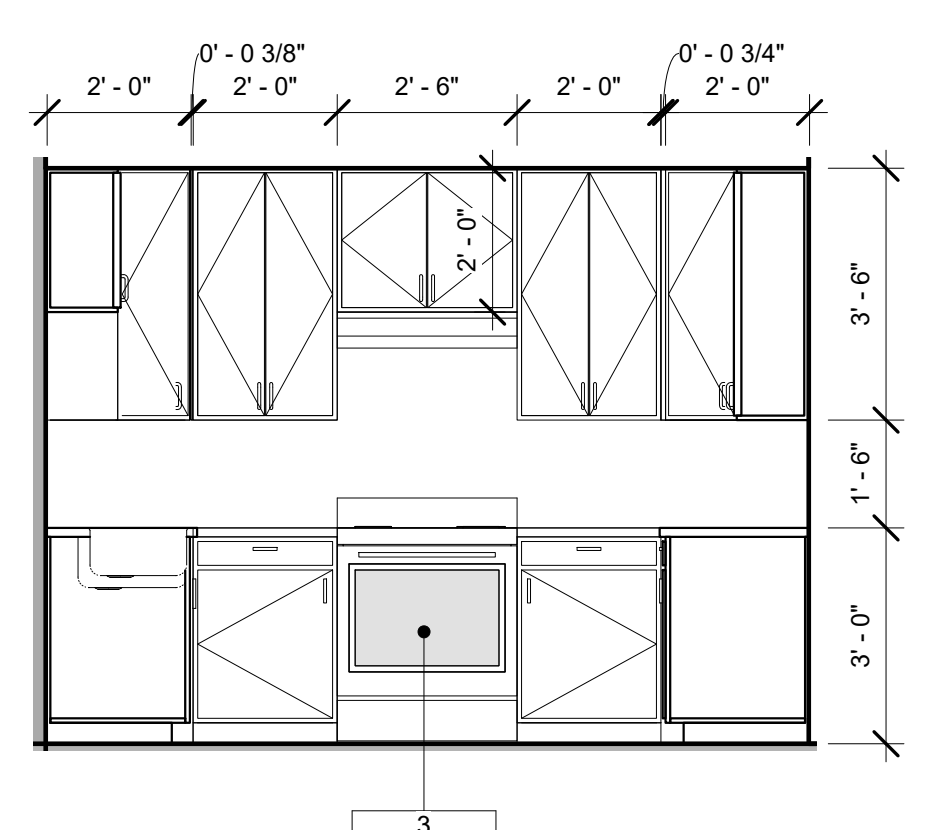 0' - 0 3/8"
0' - 0 3/4"
2' - 0"
2' - 0"
2' - 6"
2' - 0"
2' - 0"
2' - 0"
3' - 6"
1' - 6"
3' - 0"
3